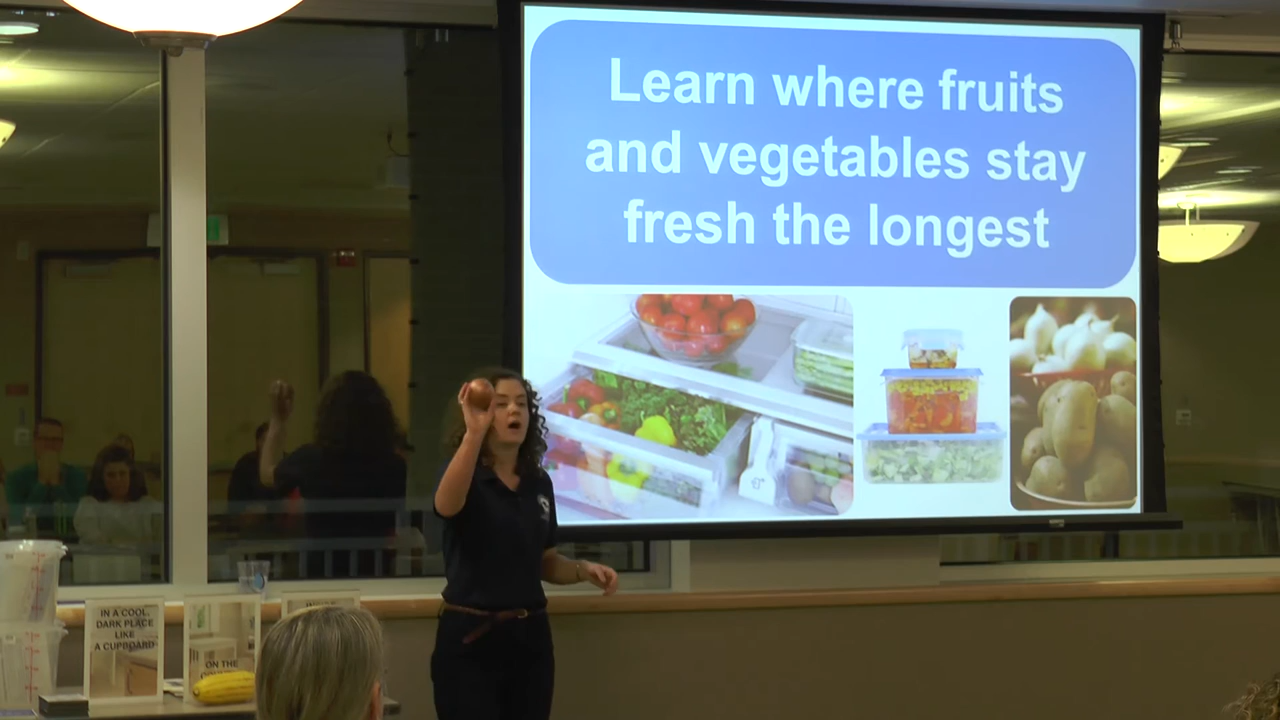 Learn where fruits
and vegetables stay
fresh the longest
IN A COOL,
DARK PLACE
LIKE
A CUPBOARD
ON THE